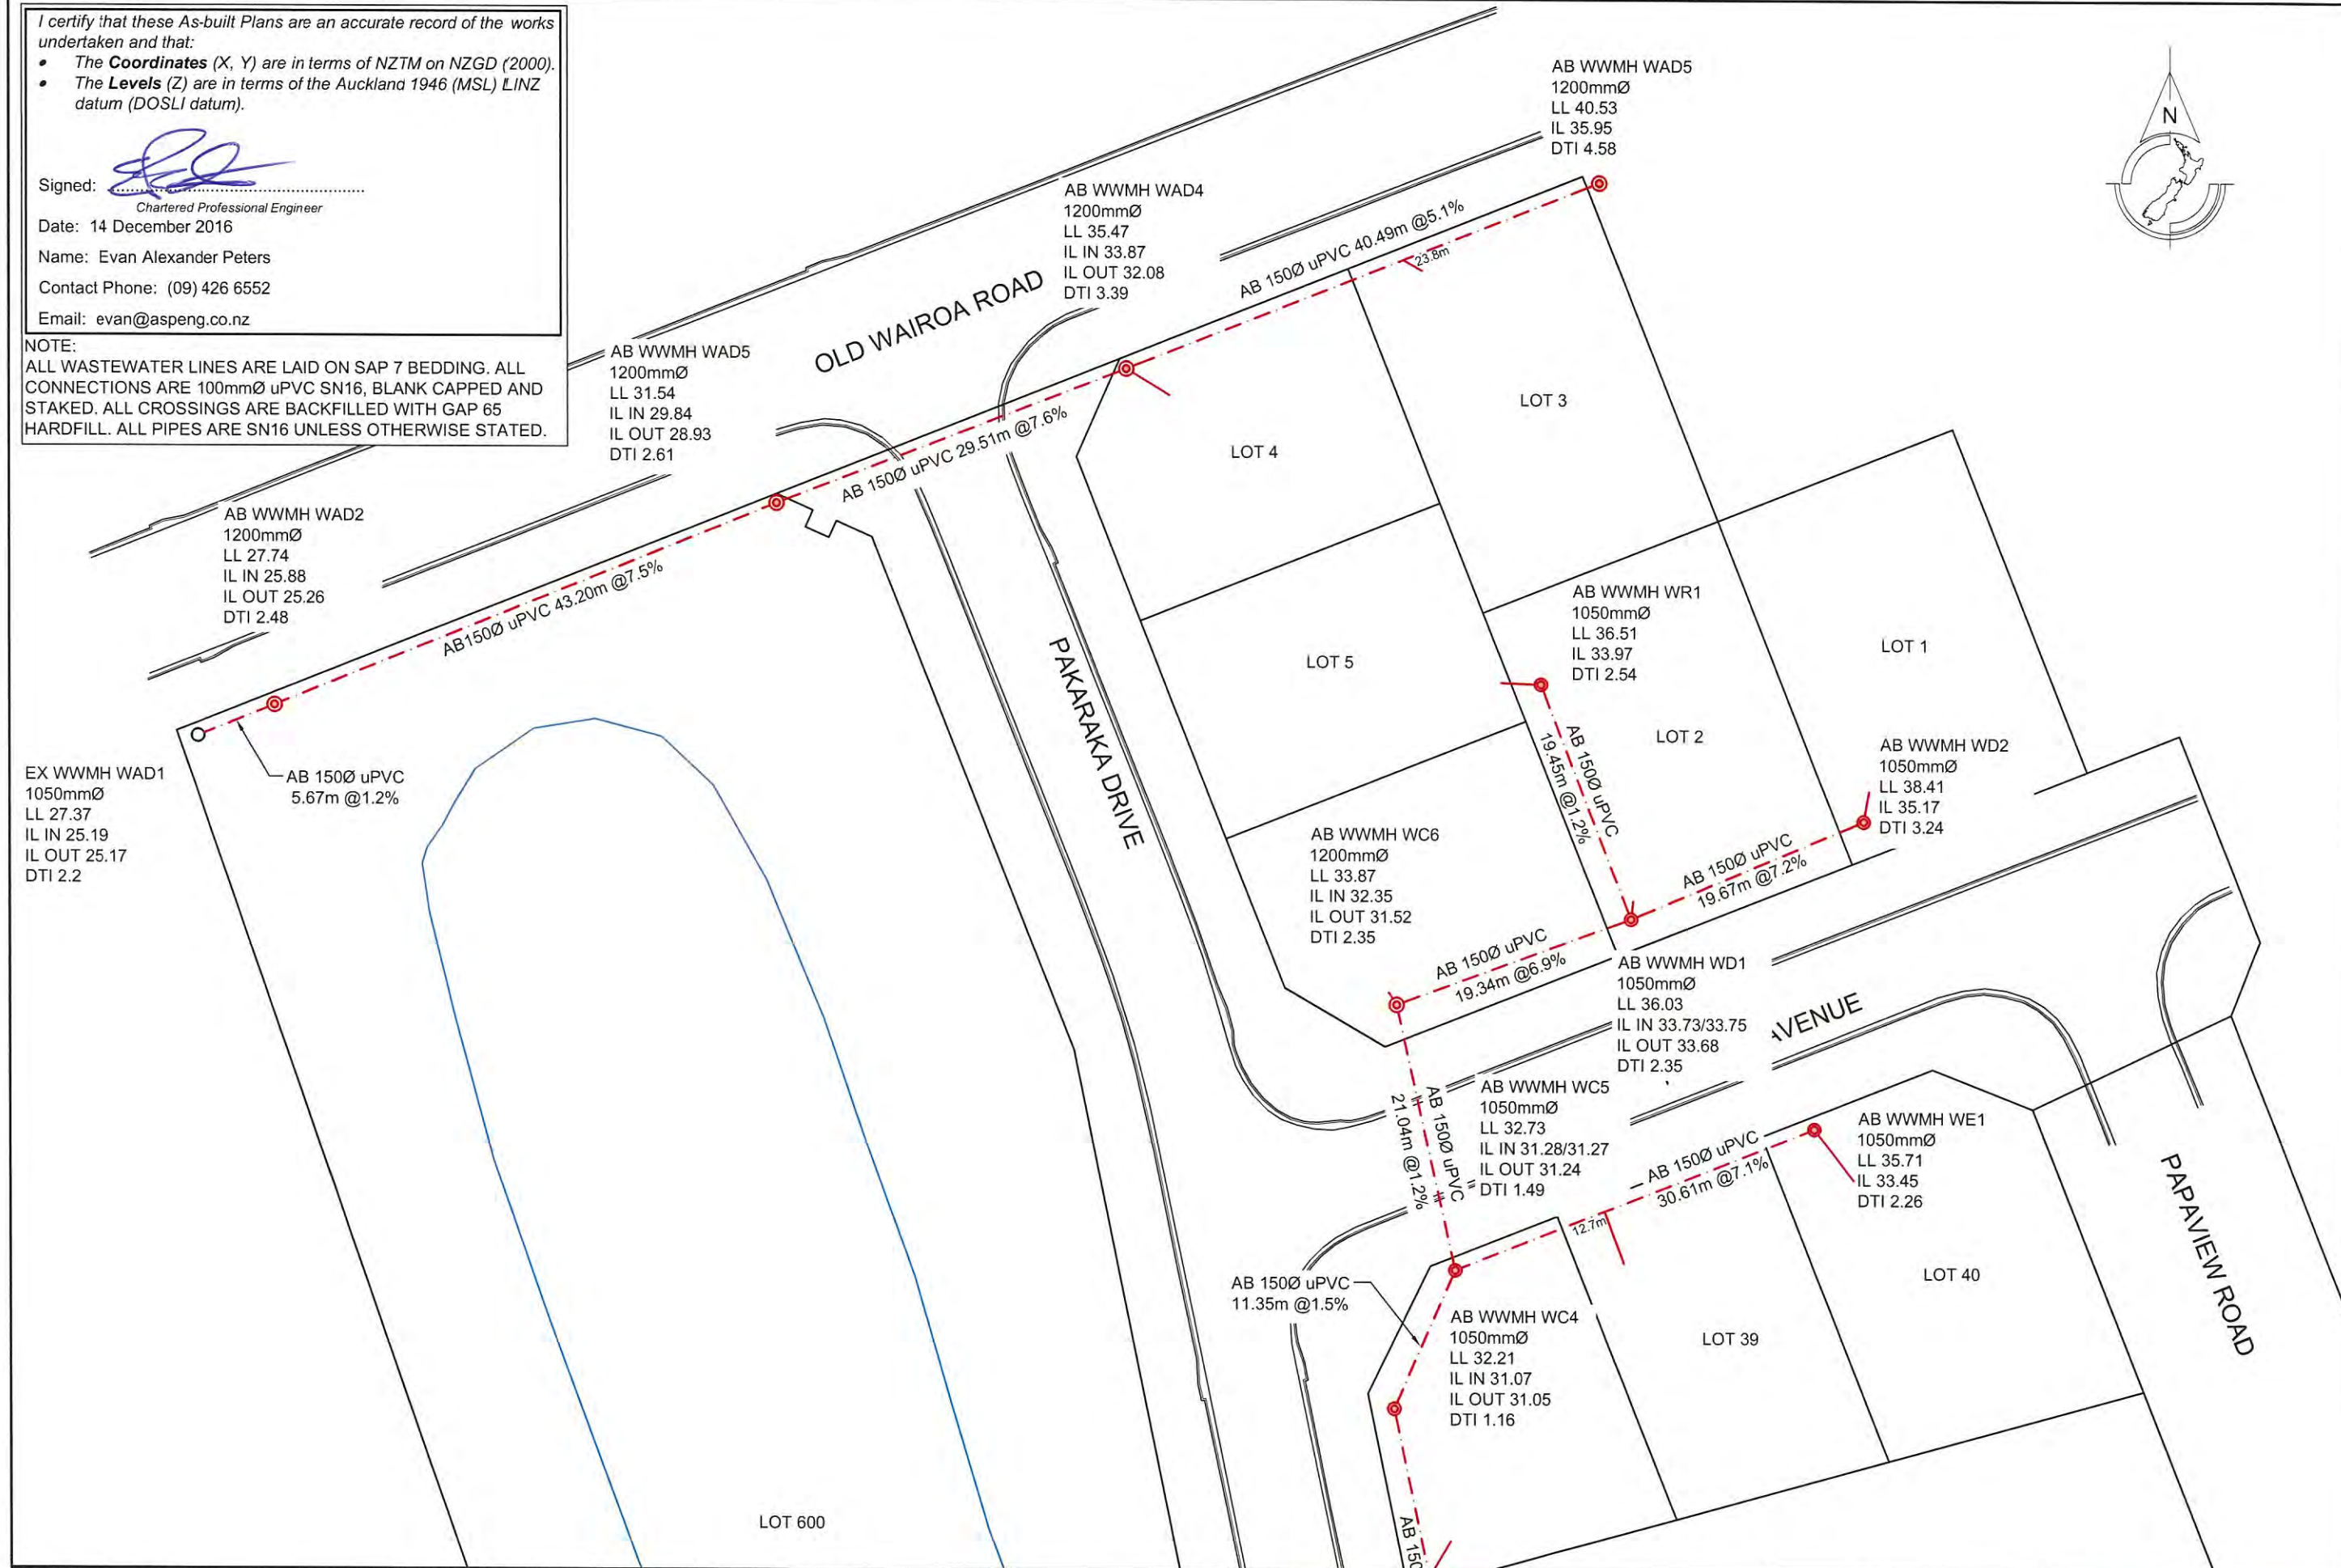 I certify that these As-built Plans are an accurate record of the works
undertaken and that:
• The Coordinates (X, Y) are in terms of NZTM on NZGD (2000).
• The Levels (Z) are in terms of the Auckland 1946 (MSL) LINZ
datum (DOSLI datum).
Signed:
Chartered Professional Engineer
Date: 14 December 2016
Name: Evan Alexander Peters
Contact Phone: (09) 426 6552
Email: evan@aspeng.co.nz
NOTE:
ALL WASTEWATER LINES ARE LAID ON SAP 7 BEDDING. ALL
CONNECTIONS ARE 100mmØ uPVC SN16, BLANK CAPPED AND
STAKED. ALL CROSSINGS ARE BACKFILLED WITH GAP 65
HARDFILL. ALL PIPES ARE SN16 UNLESS OTHERWISE STATED.
AB WWMH WAD5
1200mmØ
LL 40.53
IL 35.95
DTI 4.58
N
AB WWMH WAD4
1200mmØ
LL 35.47
IL IN 33.87
IL OUT 32.08
DTI 3.39
AB 150Ø uPVC 40.49m @5.1%
23.8m
OLD WAIROA ROAD
AB WWMH WAD5
1200mmØ
LL 31.54
IL IN 29.84
IL OUT 28.93
DTI 2.61
AB 150Ø uPVC 29.51m @7.6%
AB WWMH WAD2
1200mmØ
LL 27.74
IL IN 25.88
IL OUT 25.26
DTI 2.48
AB150Ø uPVC 43.20m @7.5%
EX WWMH WAD1
1050mmØ
LL 27.37
IL IN 25.19
IL OUT 25.17
DTI 2.2
AB 150Ø uPVC
5.67m @1.2%
LOT 3
LOT 4
LOT 5
PAKARAKA DRIVE
AB WWMH WR1
1050mmØ
LL 36.51
IL 33.97
DTI 2.54
LOT 1
LOT 2
AB 150Ø uPVC
19.45m @1.2%
AB WWMH WD2
1050mmØ
LL 38.41
IL 35.17
DTI 3.24
AB 150Ø uPVC
19.67m @7.2%
AB WWMH WC6
1200mmØ
LL 33.87
IL IN 32.35
IL OUT 31.52
DTI 2.35
AB 150Ø uPVC
19.34m @6.9%
AB WWMH WD1
1050mmØ
LL 36.03
IL IN 33.73/33.75
IL OUT 33.68
DTI 2.35
AVENUE
AB 150Ø uPVC
21.04m @1.2%
AB WWMH WC5
1050mmØ
LL 32.73
IL IN 31.28/31.27
IL OUT 31.24
DTI 1.49
AB 150Ø uPVC
30.61m @7.1%
12.7m
AB WWMH WE1
1050mmØ
LL 35.71
IL 33.45
DTI 2.26
PAPAVIEW ROAD
AB 150Ø uPVC
11.35m @1.5%
AB WWMH WC4
1050mmØ
LL 32.21
IL IN 31.07
IL OUT 31.05
DTI 1.16
LOT 39
LOT 40
LOT 600
AB 150